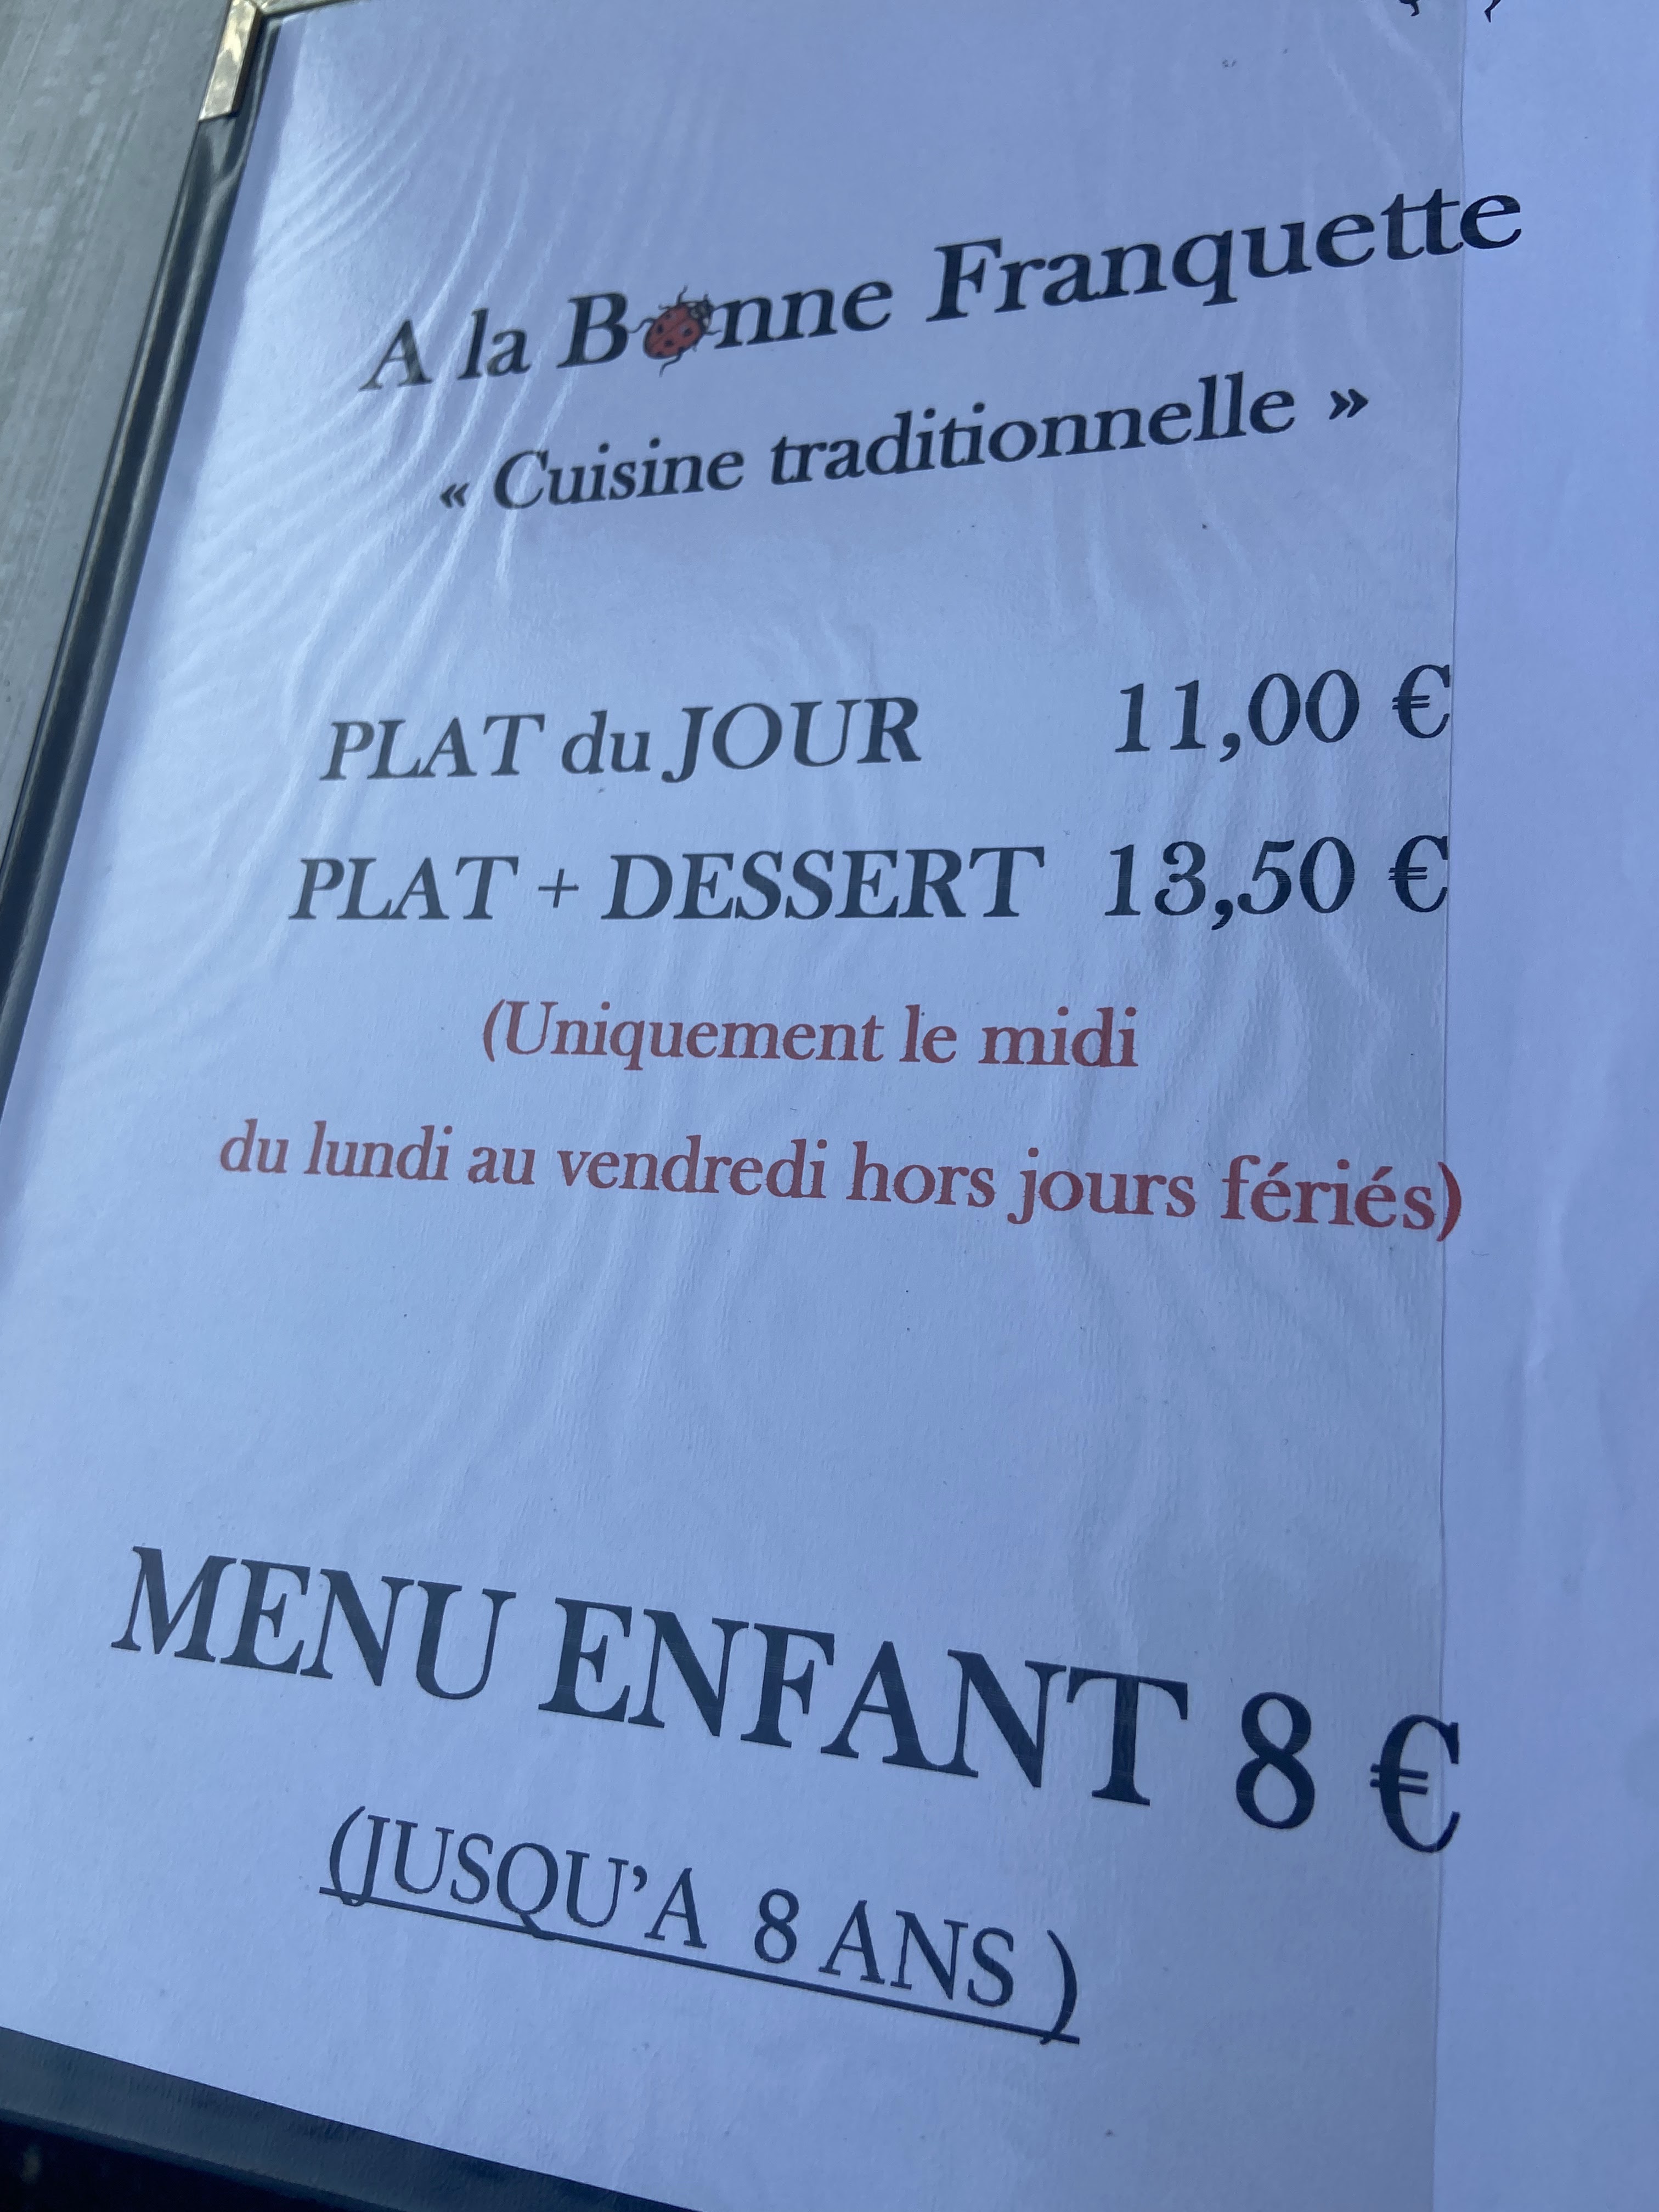 A la Bonne Franquette
« Cuisine traditionnelle »
PLAT du JOUR 11,00 €
PLAT + DESSERT 13,50 €
(Uniquement le midi
du lundi au vendredi hors jours fériés)
MENU ENFANT 8 €
(JUSQU'A 8 ANS )